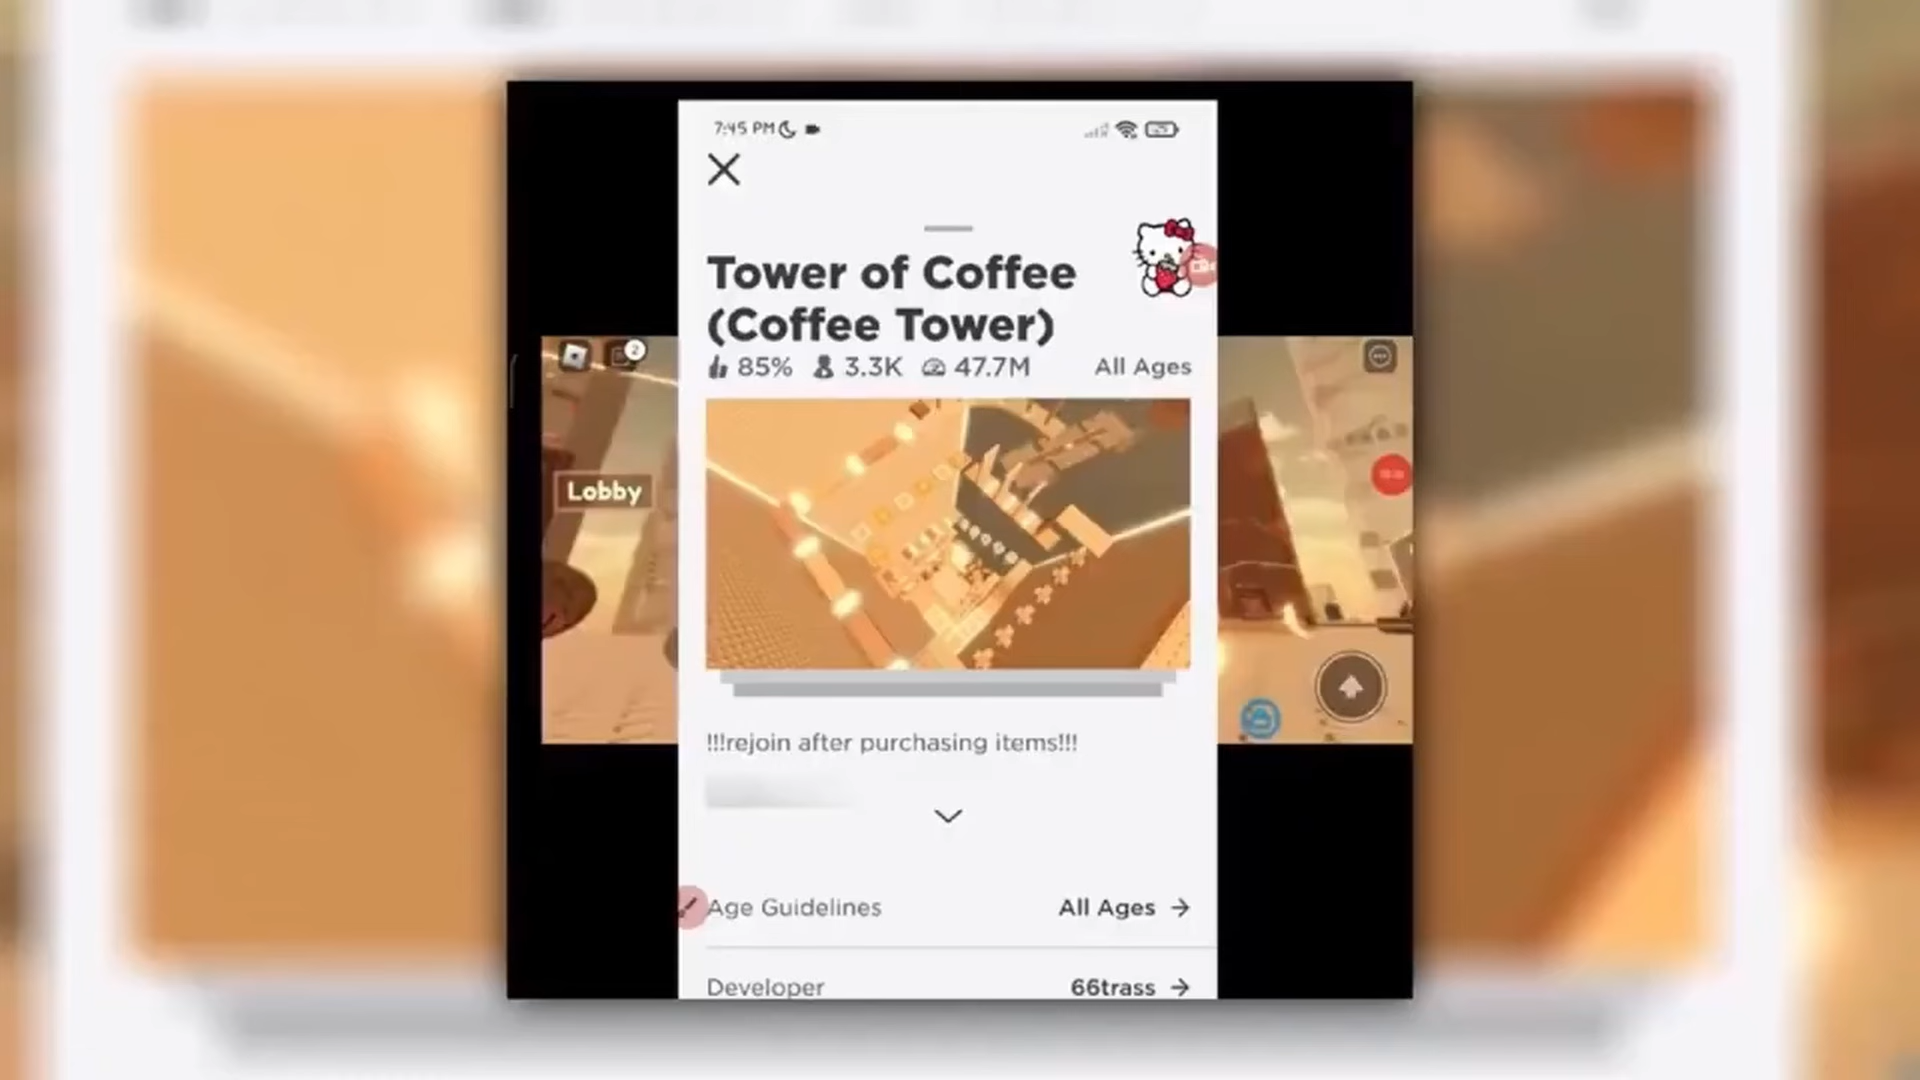 7:45 PM
Tower of Coffee
(Coffee Tower)
85% 3.3K 47.7M All Ages
2
Lobby
!!!rejoin after purchasing items!!!
Age Guidelines All Ages
Developer 66trass